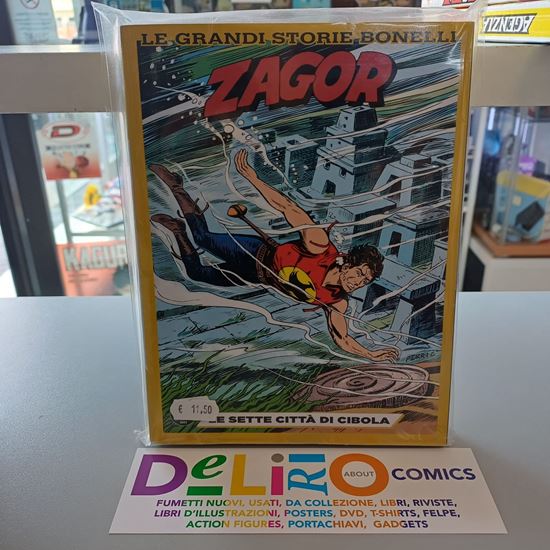 AGENZIA
LE GRANDI STORIE BONELLI
ZAGOR
FERRI
€ 11,50
LE SETTE CITTÀ DI CIBOLA
DELIRIO ABOUT COMICS
FUMETTI NUOVI, USATI, DA COLLEZIONE, LIBRI, RIVISTE,
LIBRI D'ILLUSTRAZIONI, POSTERS, DVD, T-SHIRTS, FELPE,
ACTION FIGURES, PORTACHIAVI, GADGETS